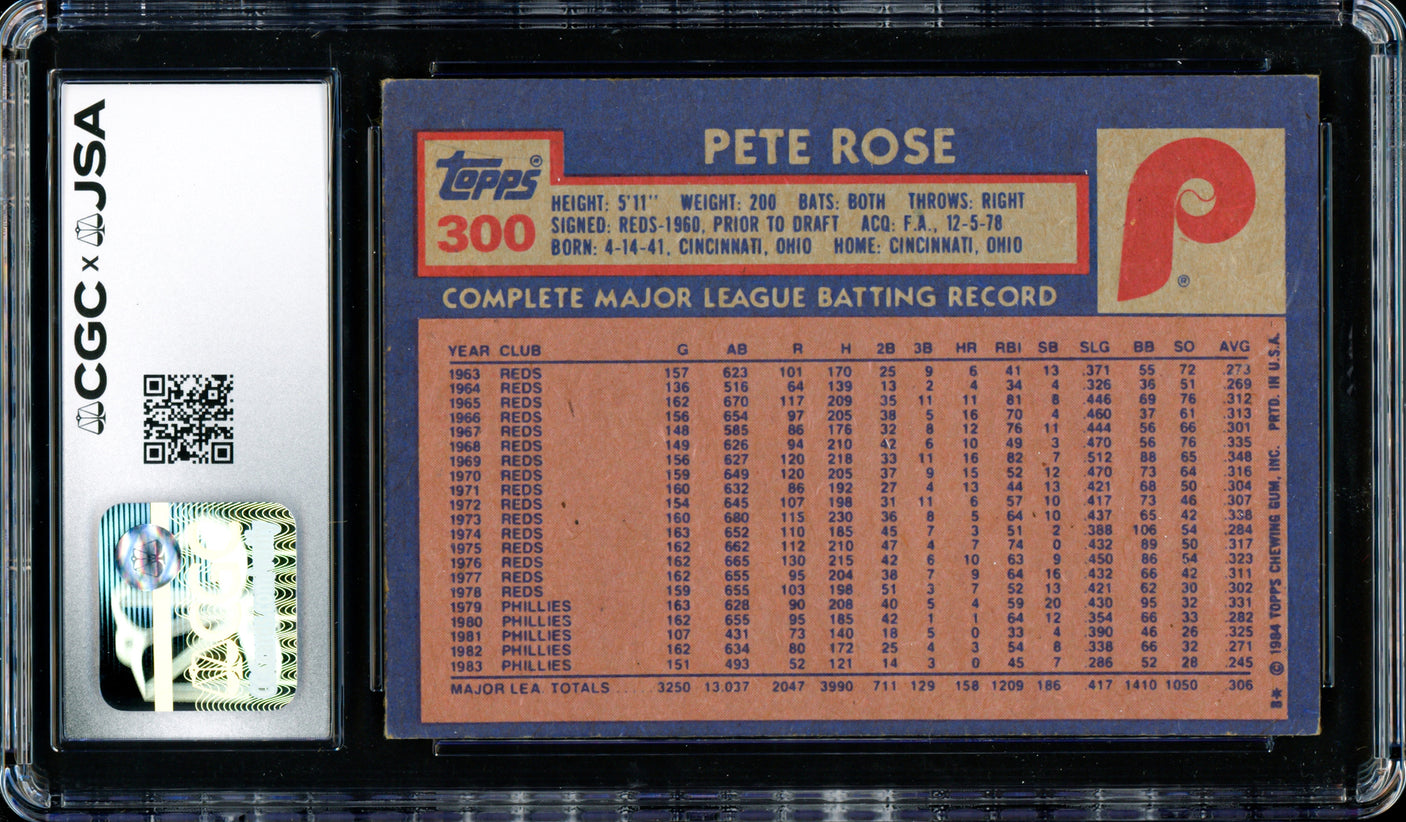 CGC x JSA
PETE ROSE
Topps®
300
HEIGHT: 5'11'' WEIGHT: 200 BATS: BOTH THROWS: RIGHT
SIGNED: REDS-1960, PRIOR TO DRAFT ACQ: F.A., 12-5-78
BORN: 4-14-41, CINCINNATI, OHIO HOME: CINCINNATI, OHIO
P
®
COMPLETE MAJOR LEAGUE BATTING RECORD
YEAR CLUB G AB R H 2B 3B HR RBI SB SLG BB SO AVG
1963 REDS 157 623 101 170 25 9 6 41 13 .371 55 72 .273
1964 REDS 136 516 64 139 13 2 4 34 4 .326 36 51 .269
1965 REDS 162 670 117 209 35 11 11 81 8 .446 69 76 .312
1966 REDS 156 654 97 205 38 5 16 70 4 .460 37 61 .313
1967 REDS 148 585 86 176 32 8 12 76 11 .444 56 66 .301
1968 REDS 149 626 94 210 42 6 10 49 3 .470 56 76 .335
1969 REDS 156 627 120 218 33 11 16 82 7 .512 88 65 .348
1970 REDS 159 649 120 205 37 9 15 52 12 .470 73 64 .316
1971 REDS 160 632 86 192 27 4 13 44 13 .421 68 50 .304
1972 REDS 154 645 107 198 31 11 6 57 10 .417 73 46 .307
1973 REDS 160 680 115 230 36 8 5 64 10 .437 65 42 .338
1974 REDS 163 652 110 185 45 7 3 51 2 .388 106 54 .284
1975 REDS 162 662 112 210 47 4 7 74 0 .432 89 50 .317
1976 REDS 162 665 130 215 42 6 10 63 9 .450 86 54 .323
1977 REDS 162 655 95 204 38 7 9 64 16 .432 66 42 .311
1978 REDS 159 655 103 198 51 3 7 52 13 .421 62 30 .302
1979 PHILLIES 163 628 90 208 40 5 4 59 20 .430 95 32 .331
1980 PHILLIES 162 655 95 185 42 1 1 64 12 .354 66 33 .282
1981 PHILLIES 107 431 73 140 18 5 0 33 4 .390 46 26 .325
1982 PHILLIES 162 634 80 172 25 4 3 54 8 .338 66 32 .271
1983 PHILLIES 151 493 52 121 14 3 0 45 7 .286 52 28 .245
MAJOR LEA. TOTALS ..... 3250 13.037 2047 3990 711 129 158 1209 186 .417 1410 1050 .306
8* © 1984 TOPPS CHEWING GUM, INC. PRTD. IN U.S.A.